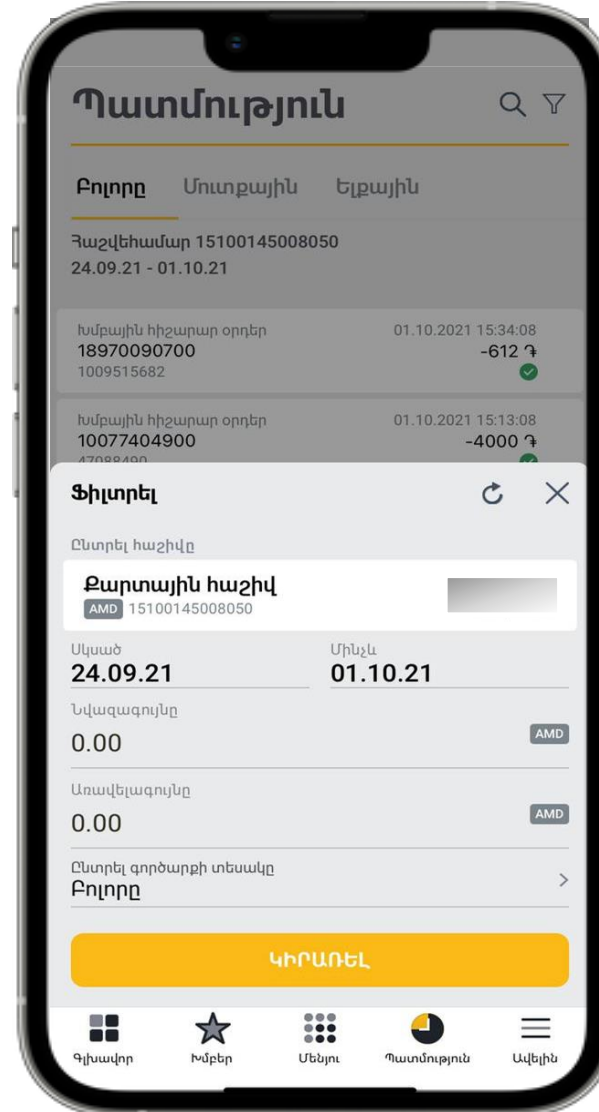 Պատմություն
Բոլորը Մուտքային Ելքային
Հաշվեհամար 15100145008050
24.09.21 - 01.10.21
Խմբային հիշարար օրդեր 01.10.2021 15:34:08
18970090700 -612 ֏
1009515682
Խմբային հիշարար օրդեր 01.10.2021 15:13:08
10077404900 -4000 ֏
47088490
Ֆիլտրել
Ընտրել հաշիվը
Քարտային հաշիվ
AMD 15100145008050
Սկսած Մինչև
24.09.21 01.10.21
Նվազագույնը
0.00 AMD
Առավելագույնը
0.00 AMD
Ընտրել գործարքի տեսակը
Բոլորը
ԿԻՐԱՌԵԼ
Գլխավոր Խմբեր Մենյու Պատմություն Ավելին